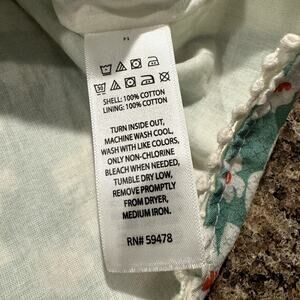 SHELL: 100% COTTON
LINING: 100% COTTON
TURN INSIDE OUT,
MACHINE WASH COOL,
WASH WITH LIKE COLORS,
ONLY NON-CHLORINE
BLEACH WHEN NEEDED,
TUMBLE DRY LOW,
REMOVE PROMPTLY
FROM DRYER,
MEDIUM IRON.
RN# 59478